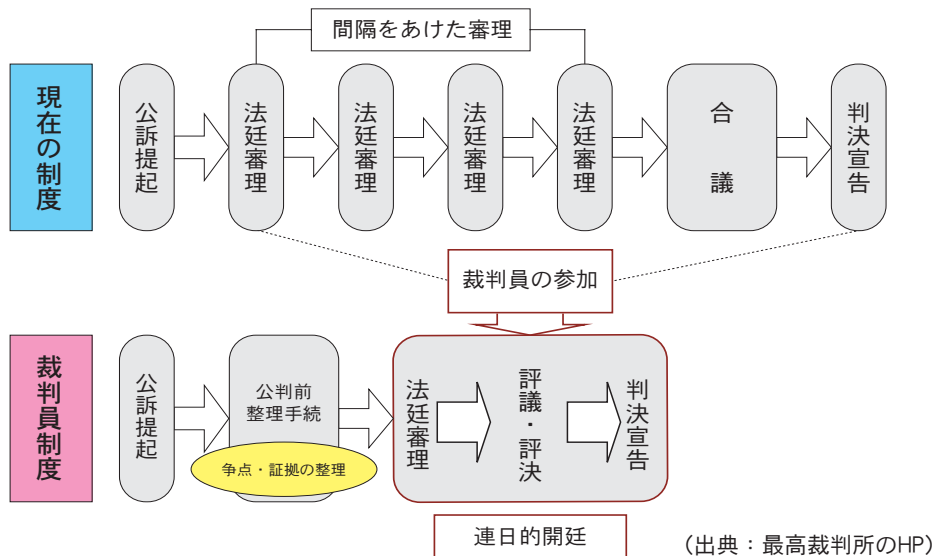 間隔をあけた審理
現在の制度
公訴提起
法廷審理
法廷審理
法廷審理
法廷審理
合議
判決宣告
裁判員の参加
裁判員制度
公訴提起
公判前
整理手続
争点・証拠の整理
法廷審理
評議・評決
判決宣告
連日的開廷
(出典：最高裁判所のHP)